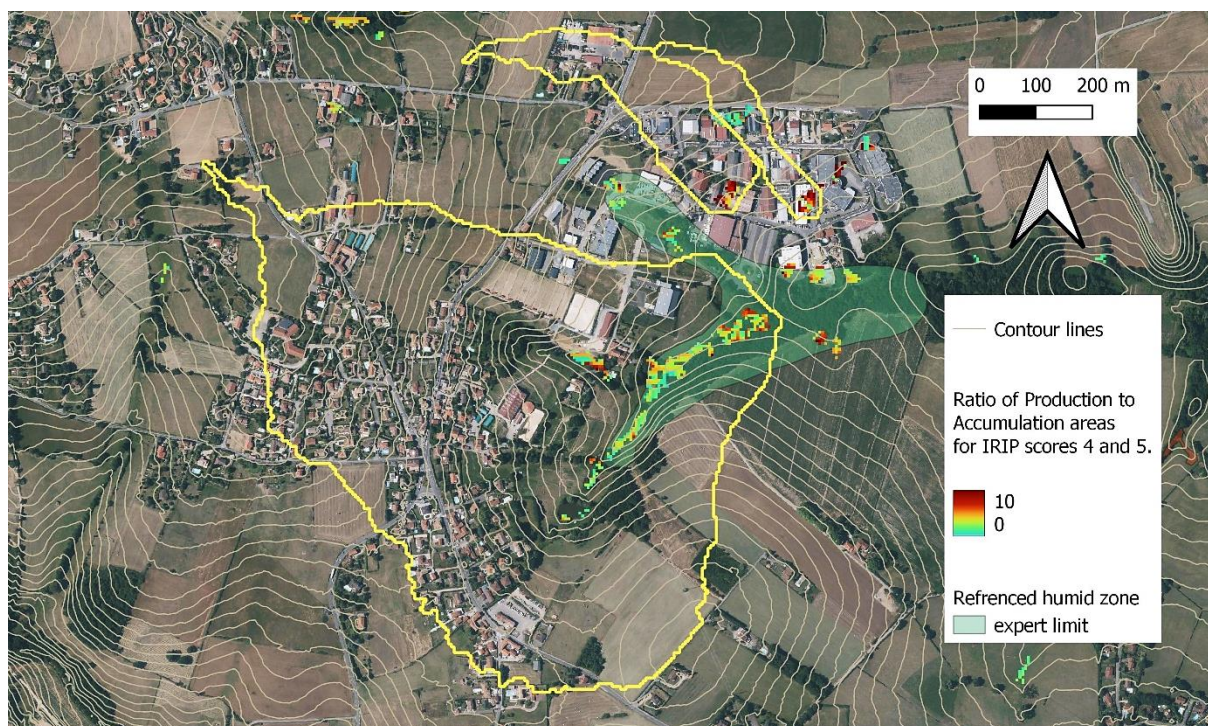 0 100 200 m
Contour lines
Ratio of Production to
Accumulation areas
for IRIP scores 4 and 5.
10
0
Refrenced humid zone
expert limit